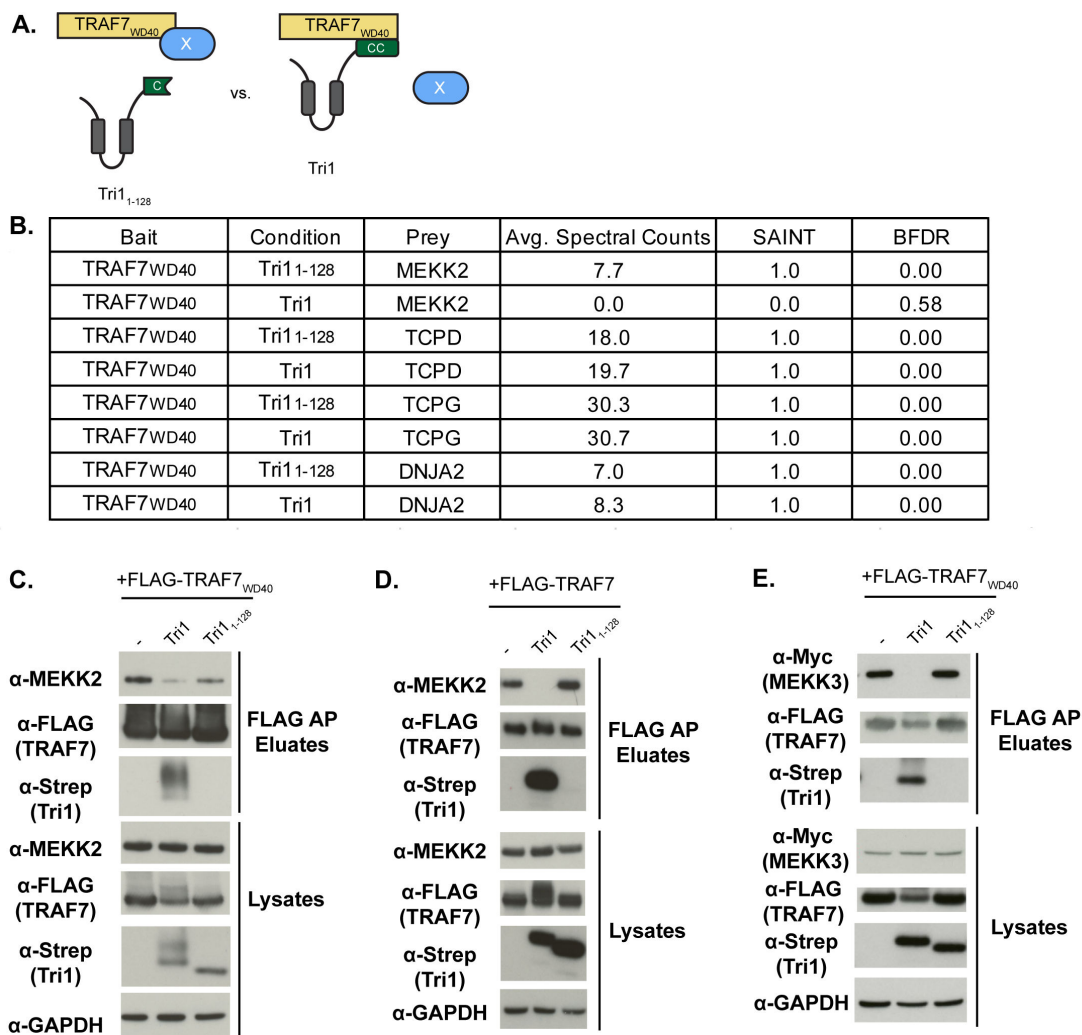 A.
TRAF7WD40
X
C
Tri11-128
vs.
TRAF7WD40
CC
X
Tri1
B.
Bait Condition Prey Avg. Spectral Counts SAINT BFDR
TRAF7WD40 Tri11-128 MEKK2 7.7 1.0 0.00
TRAF7WD40 Tri1 MEKK2 0.0 0.0 0.58
TRAF7WD40 Tri11-128 TCPD 18.0 1.0 0.00
TRAF7WD40 Tri1 TCPD 19.7 1.0 0.00
TRAF7WD40 Tri11-128 TCPG 30.3 1.0 0.00
TRAF7WD40 Tri1 TCPG 30.7 1.0 0.00
TRAF7WD40 Tri11-128 DNJA2 7.0 1.0 0.00
TRAF7WD40 Tri1 DNJA2 8.3 1.0 0.00
C.
+FLAG-TRAF7WD40
- Tri1 Tri11-128
α-MEKK2
α-FLAG
(TRAF7)
α-Strep
(Tri1)
FLAG AP
Eluates
α-MEKK2
α-FLAG
(TRAF7)
α-Strep
(Tri1)
α-GAPDH
Lysates
D.
+FLAG-TRAF7
- Tri1 Tri11-128
α-MEKK2
α-FLAG
(TRAF7)
α-Strep
(Tri1)
FLAG AP
Eluates
α-MEKK2
α-FLAG
(TRAF7)
α-Strep
(Tri1)
α-GAPDH
Lysates
E.
+FLAG-TRAF7WD40
- Tri1 Tri11-128
α-Myc
(MEKK3)
α-FLAG
(TRAF7)
α-Strep
(Tri1)
FLAG AP
Eluates
α-Myc
(MEKK3)
α-FLAG
(TRAF7)
α-Strep
(Tri1)
α-GAPDH
Lysates